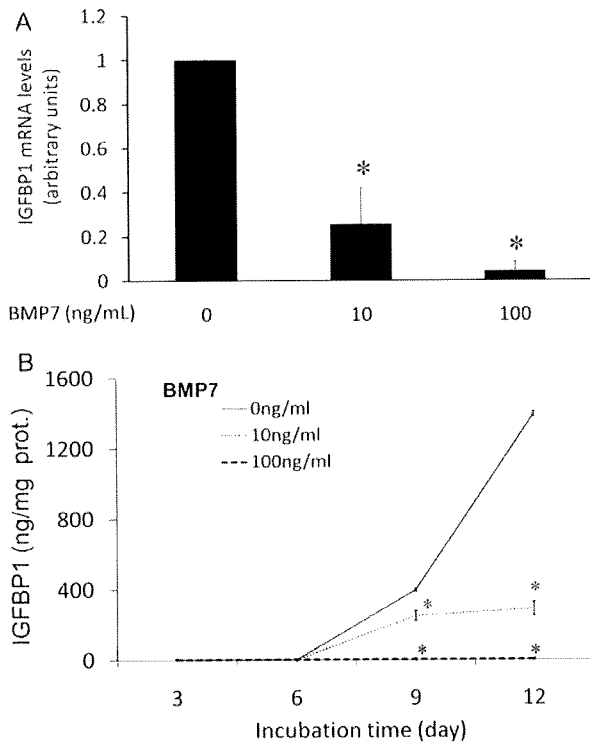 A
IGFBP1 mRNA levels
(arbitrary units)
1.2
1
0.8
0.6
0.4
0.2
0
*
*
BMP7 (ng/mL) 0 10 100
B
IGFBP1 (ng/mg prot.)
1600
1200
800
400
0
BMP7
0ng/ml
10ng/ml
100ng/ml
*
*
*
*
3 6 9 12
Incubation time (day)